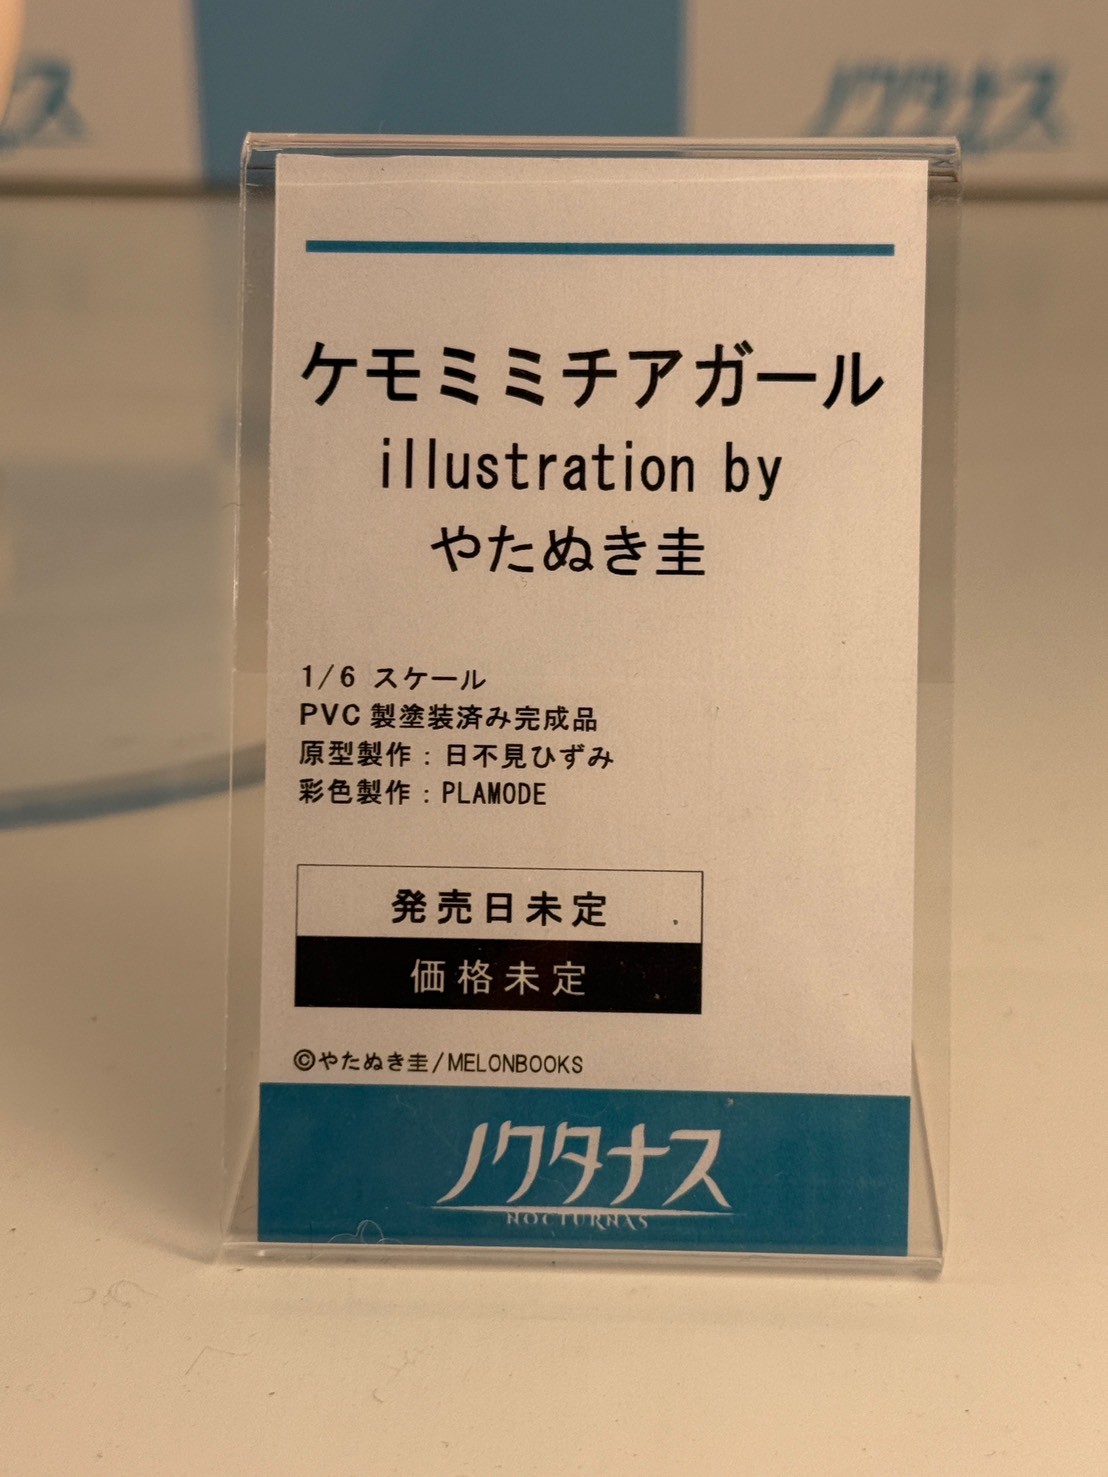 ノクタナス
ケモミミチアガール
illustration by
やたぬき圭
1/6 スケール
PVC製塗装済み完成品
原型製作：日不見ひずみ
彩色製作：PLAMODE
発売日未定
価格未定
©やたぬき圭/MELONBOOKS
ノクタナス
NOCTURNAS